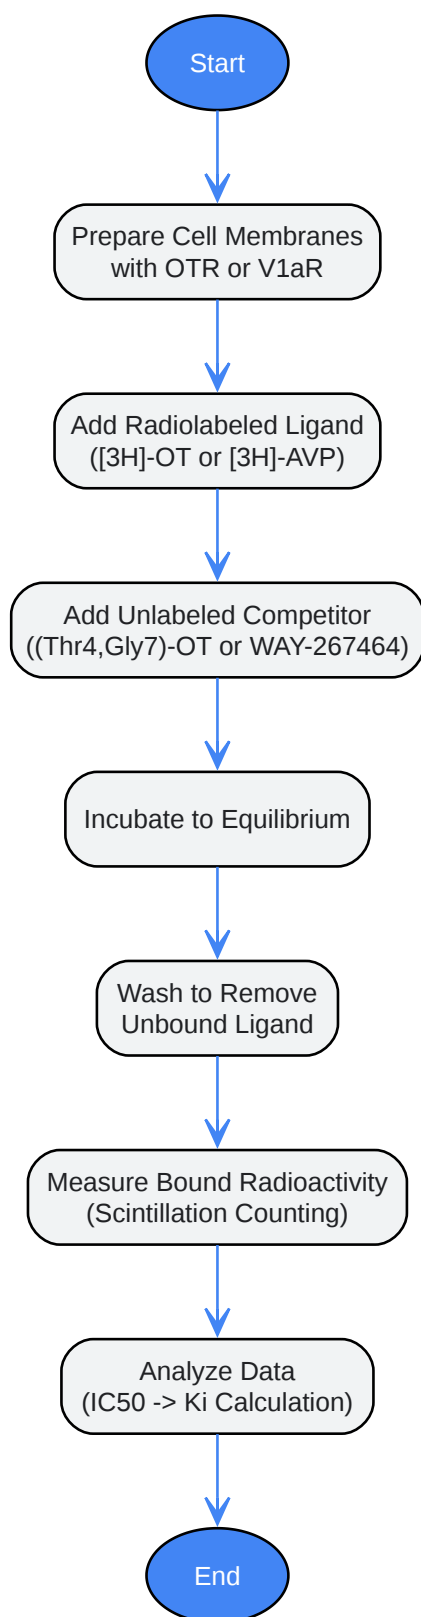 Start
Prepare Cell Membranes
with OTR or V1aR
Add Radiolabeled Ligand
([3H]-OT or [3H]-AVP)
Add Unlabeled Competitor
((Thr4,Gly7)-OT or WAY-267464)
Incubate to Equilibrium
Wash to Remove
Unbound Ligand
Measure Bound Radioactivity
(Scintillation Counting)
Analyze Data
(IC50 -> Ki Calculation)
End